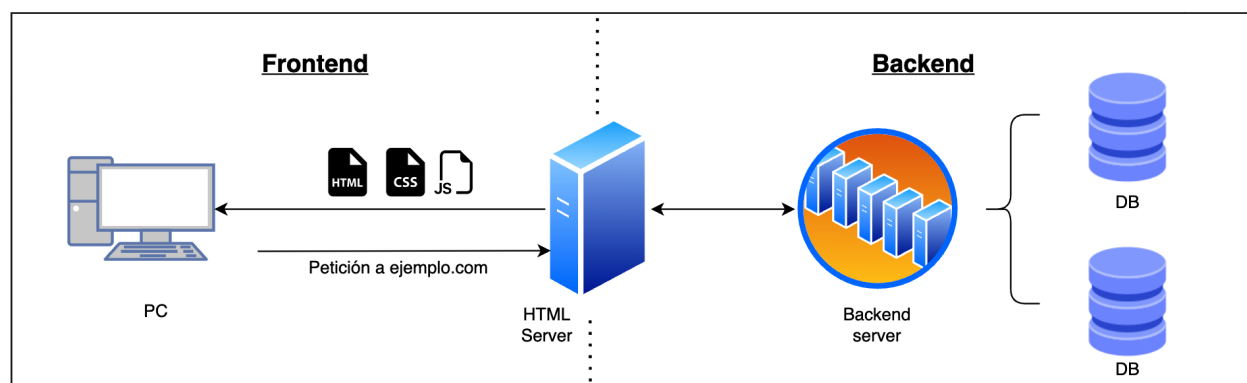 Frontend
Backend
HTML
CSS
JS
Petición a ejemplo.com
PC
HTML
Server
Backend
server
DB
DB